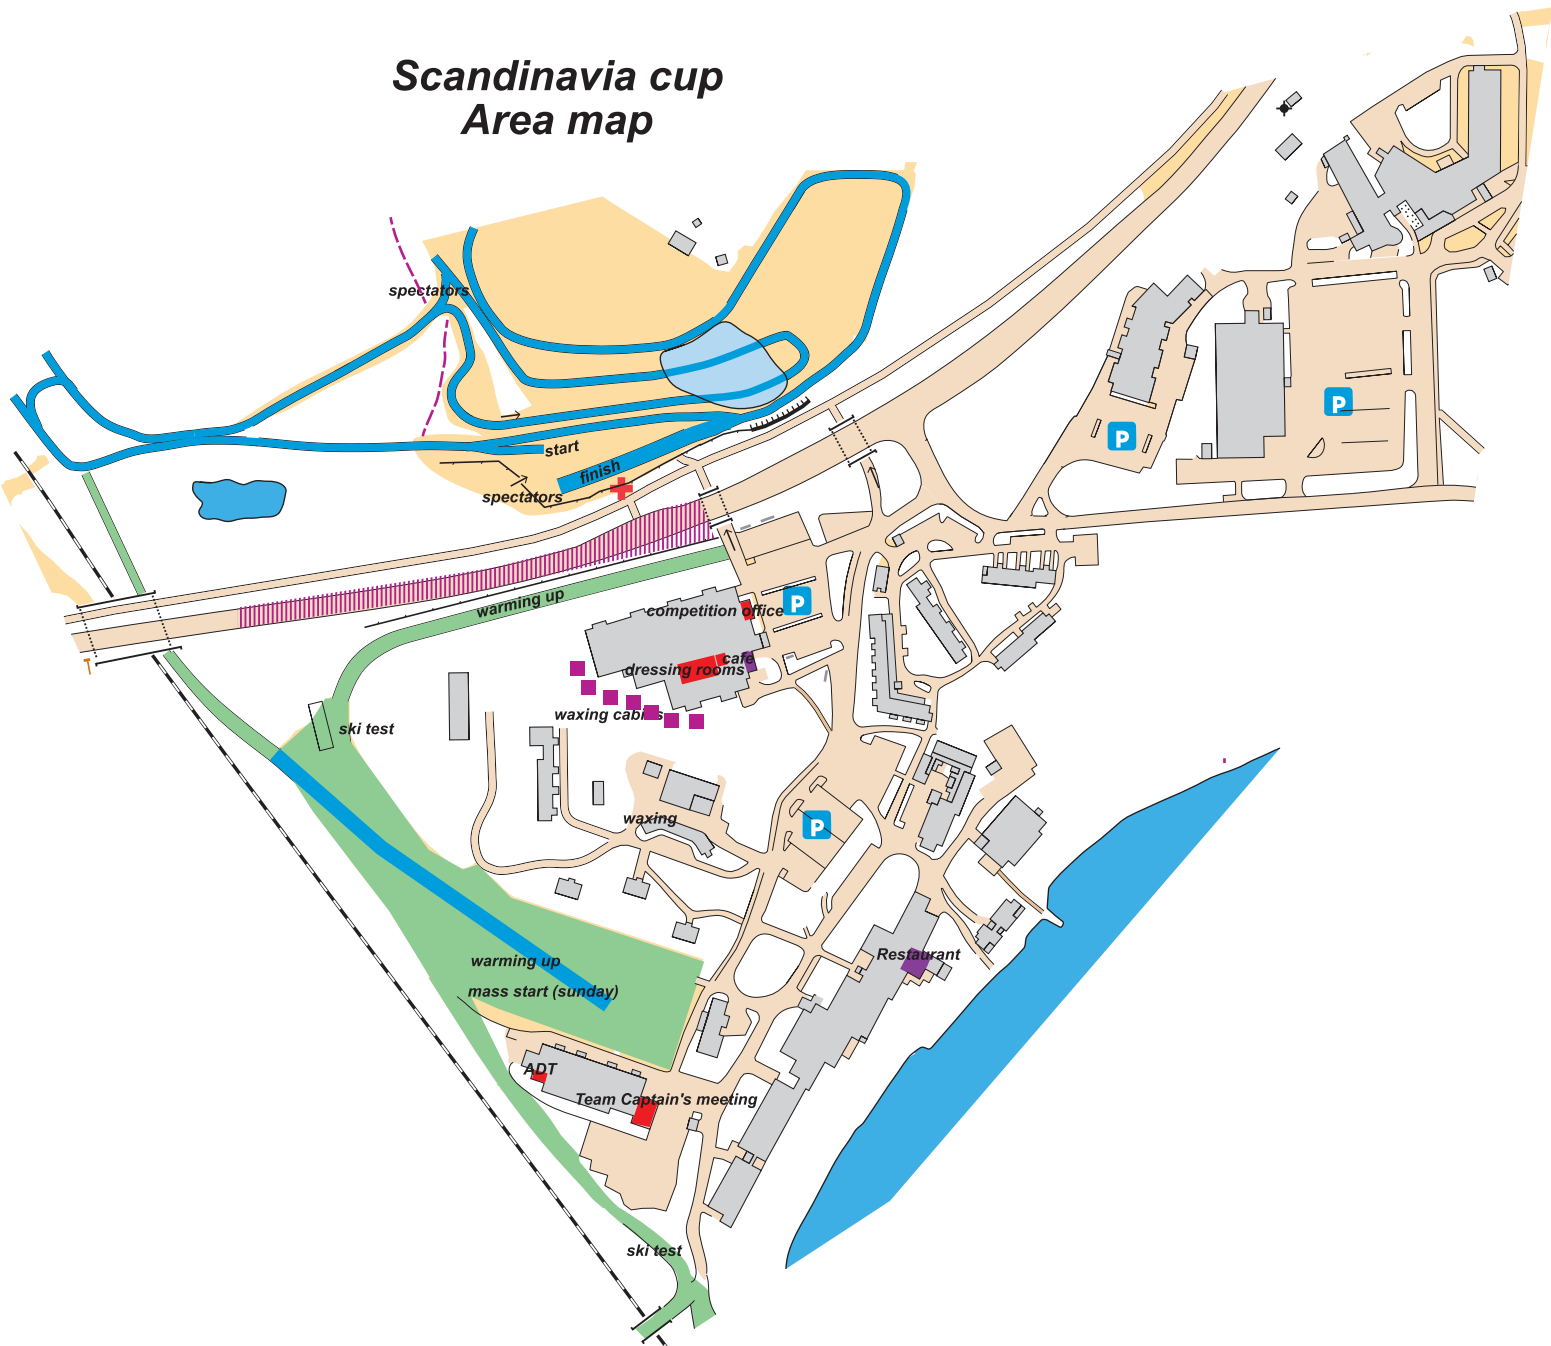 Scandinavia cup
Area map
spectators
P
P
start
finish
spectators
warming up
competition office
P
cafe
dressing rooms
waxing cabins
ski test
waxing
P
Restaurant
warming up
mass start (sunday)
ADT
Team Captain's meeting
ski test